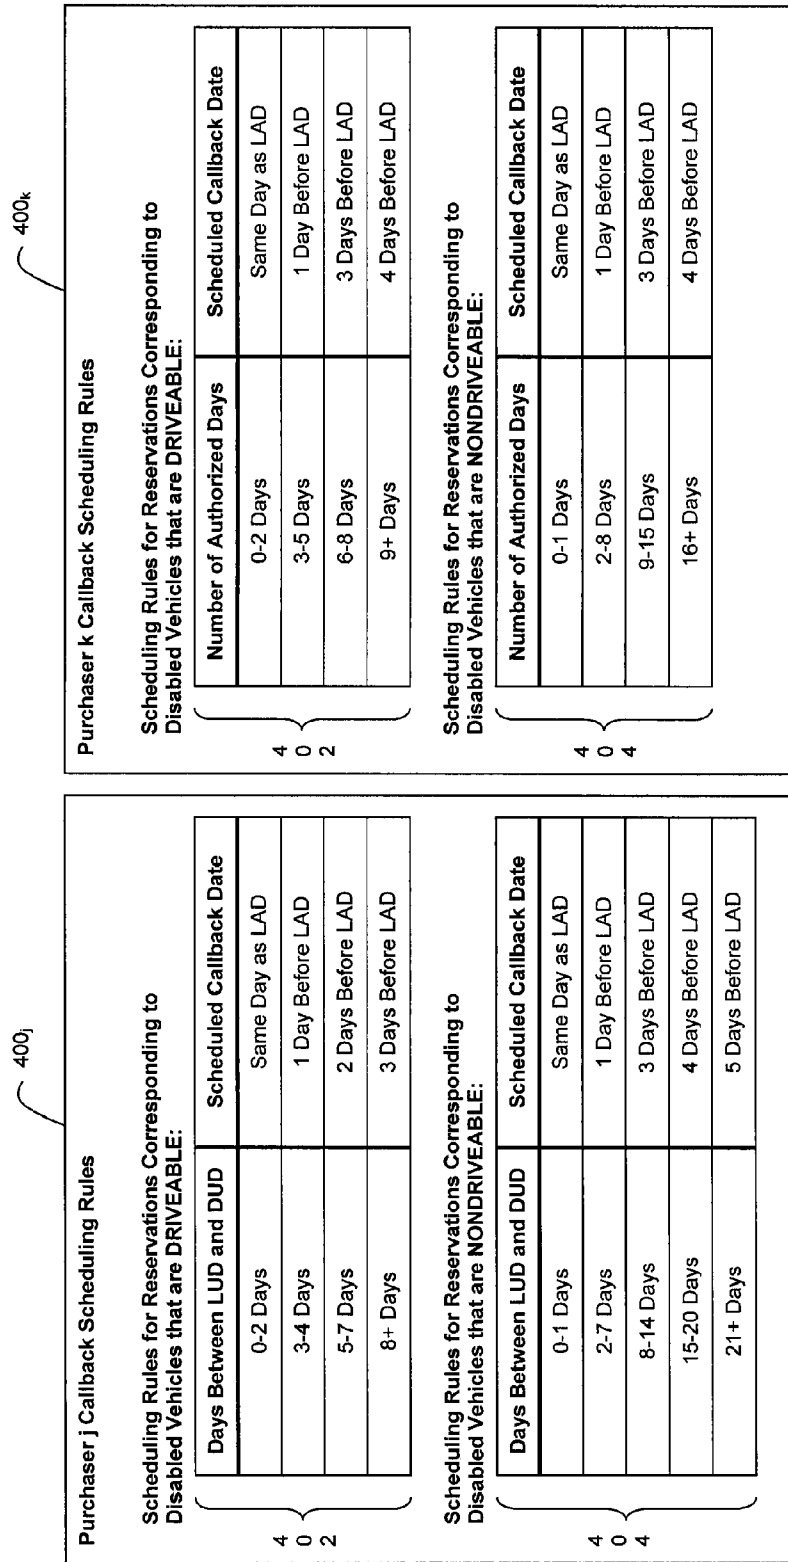 400j
Purchaser j Callback Scheduling Rules
Scheduling Rules for Reservations Corresponding to
Disabled Vehicles that are DRIVEABLE:
Days Between LUD and DUD Scheduled Callback Date
0-2 Days Same Day as LAD
3-4 Days 1 Day Before LAD
5-7 Days 2 Days Before LAD
8+ Days 3 Days Before LAD
402
Scheduling Rules for Reservations Corresponding to
Disabled Vehicles that are NONDRIVEABLE:
Days Between LUD and DUD Scheduled Callback Date
0-1 Days Same Day as LAD
2-7 Days 1 Day Before LAD
8-14 Days 3 Days Before LAD
15-20 Days 4 Days Before LAD
21+ Days 5 Days Before LAD
404
400k
Purchaser k Callback Scheduling Rules
Scheduling Rules for Reservations Corresponding to
Disabled Vehicles that are DRIVEABLE:
Number of Authorized Days Scheduled Callback Date
0-2 Days Same Day as LAD
3-5 Days 1 Day Before LAD
6-8 Days 3 Days Before LAD
9+ Days 4 Days Before LAD
402
Scheduling Rules for Reservations Corresponding to
Disabled Vehicles that are NONDRIVEABLE:
Number of Authorized Days Scheduled Callback Date
0-1 Days Same Day as LAD
2-8 Days 1 Day Before LAD
9-15 Days 3 Days Before LAD
16+ Days 4 Days Before LAD
404